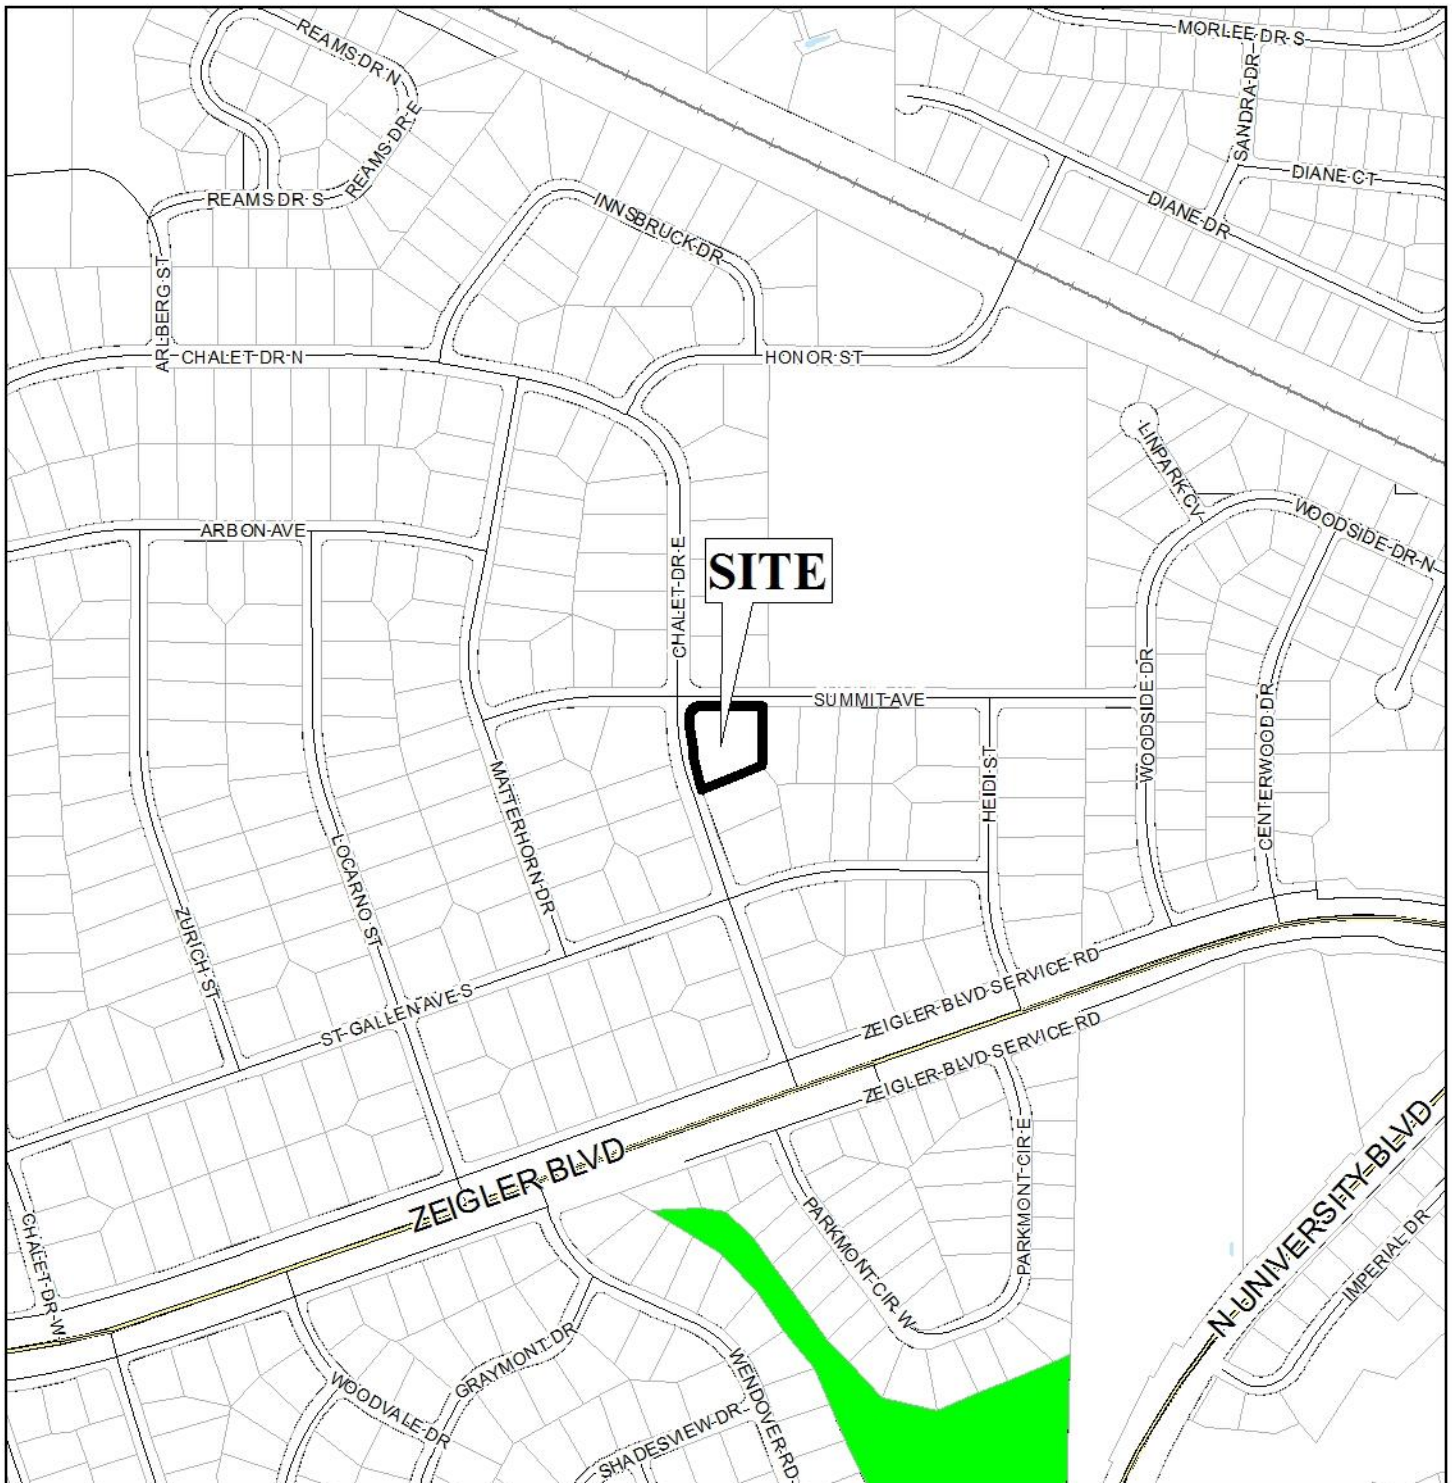 REAMS DR N
MORLEE DR S
SANDRA DR
REAMS DR E
DIANE CT
REAMS DR S
INNSBRUCK DR
DIANE DR
ARLBERG ST
CHALET DR N
HONOR ST
LINPARK CV
WOODSIDE DR N
ARBON AVE
CHALET DR E
SITE
SUMMIT AVE
WOODSIDE DR
CENTERWOOD DR
HEIDI ST
MATTERHORN DR
LOCARNO ST
ZURICH ST
ST GALLEN AVE S
ZEIGLER BLVD SERVICE RD
ZEIGLER BLVD SERVICE RD
ZEIGLER BLVD
PARKMONT CIR E
PARKMONT CIR W
N UNIVERSITY BLVD
IMPERIAL DR
CHALET DR W
GRAYMONT DR
WOODVALE DR
WENDOVER RD
SHADESVIEW DR